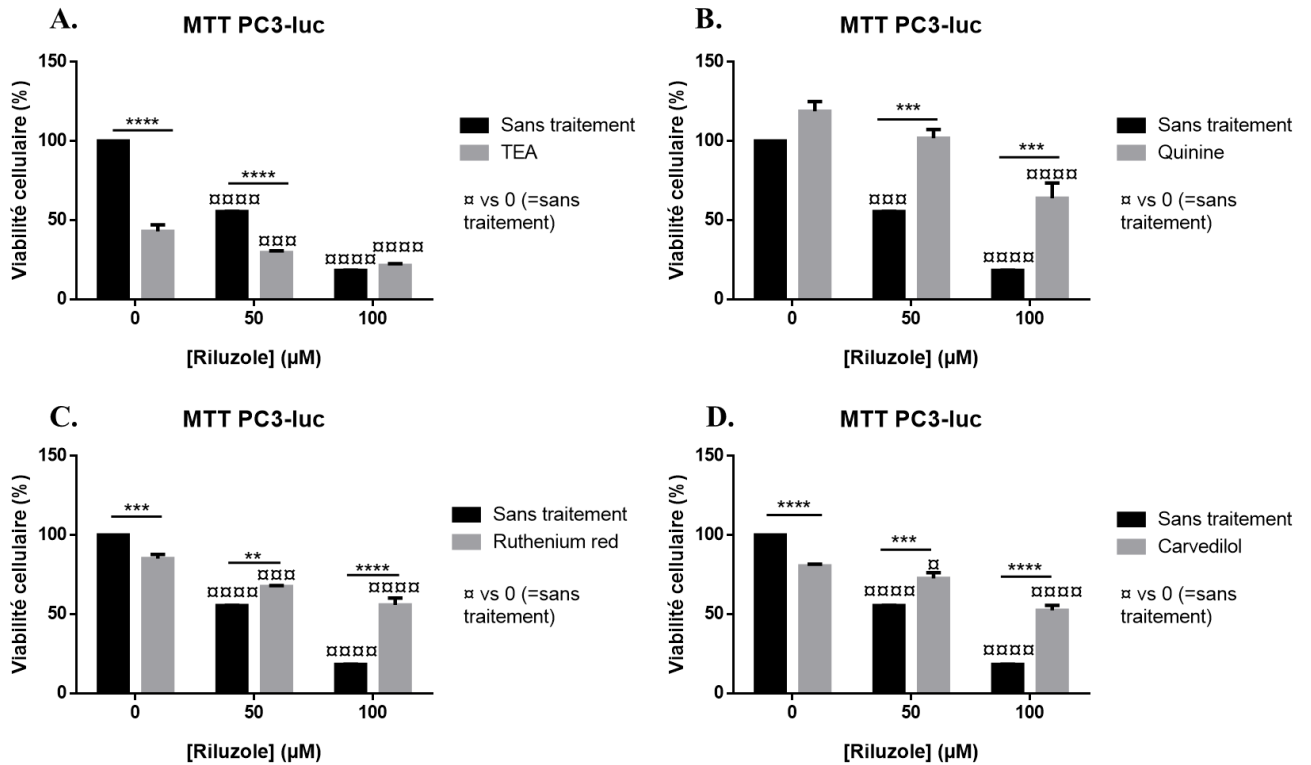 A.
MTT PC3-luc
Viabilité cellulaire (%)
150
100
50
0
****
****
¤¤¤¤
¤¤¤
¤¤¤¤
¤¤¤¤
0
50
100
[Riluzole] (µM)
Sans traitement
TEA
¤ vs 0 (=sans
traitement)
B.
MTT PC3-luc
Viabilité cellulaire (%)
150
100
50
0
***
***
¤¤¤
¤¤¤¤
¤¤¤¤
0
50
100
[Riluzole] (µM)
Sans traitement
Quinine
¤ vs 0 (=sans
traitement)
C.
MTT PC3-luc
Viabilité cellulaire (%)
150
100
50
0
***
**
****
¤¤¤¤
¤¤¤
¤¤¤¤
¤¤¤¤
0
50
100
[Riluzole] (µM)
Sans traitement
Ruthenium red
¤ vs 0 (=sans
traitement)
D.
MTT PC3-luc
Viabilité cellulaire (%)
150
100
50
0
****
***
****
¤¤¤¤
¤
¤¤¤¤
¤¤¤¤
0
50
100
[Riluzole] (µM)
Sans traitement
Carvedilol
¤ vs 0 (=sans
traitement)